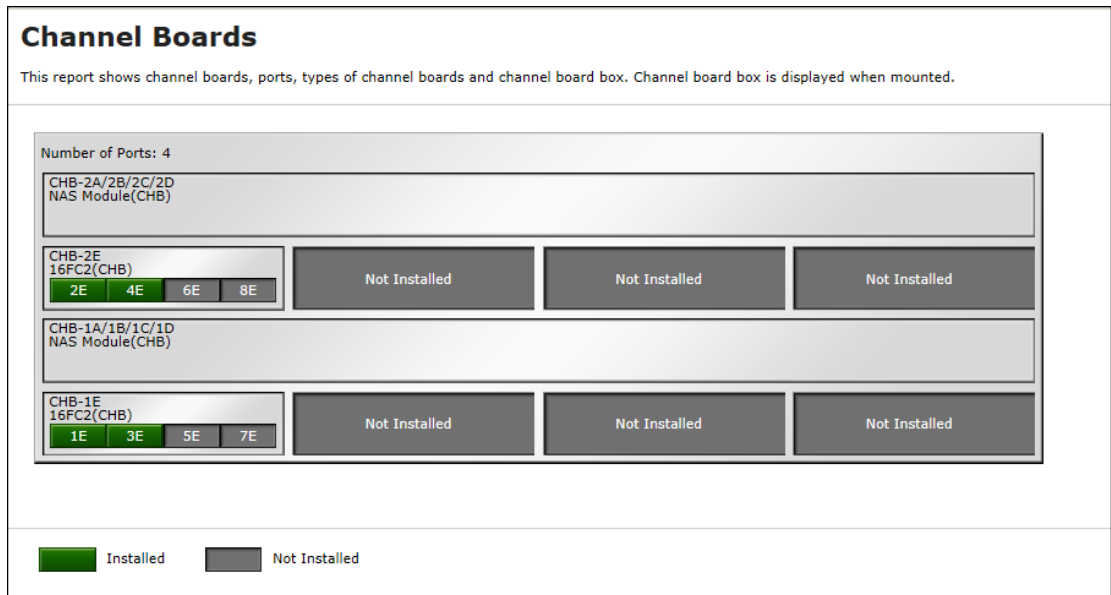 Channel Boards
This report shows channel boards, ports, types of channel boards and channel board box. Channel board box is displayed when mounted.
Number of Ports: 4
CHB-2A/2B/2C/2D
NAS Module(CHB)
CHB-2E
16FC2(CHB)
2E 4E 6E 8E
Not Installed
Not Installed
Not Installed
CHB-1A/1B/1C/1D
NAS Module(CHB)
CHB-1E
16FC2(CHB)
1E 3E 5E 7E
Not Installed
Not Installed
Not Installed
Installed
Not Installed